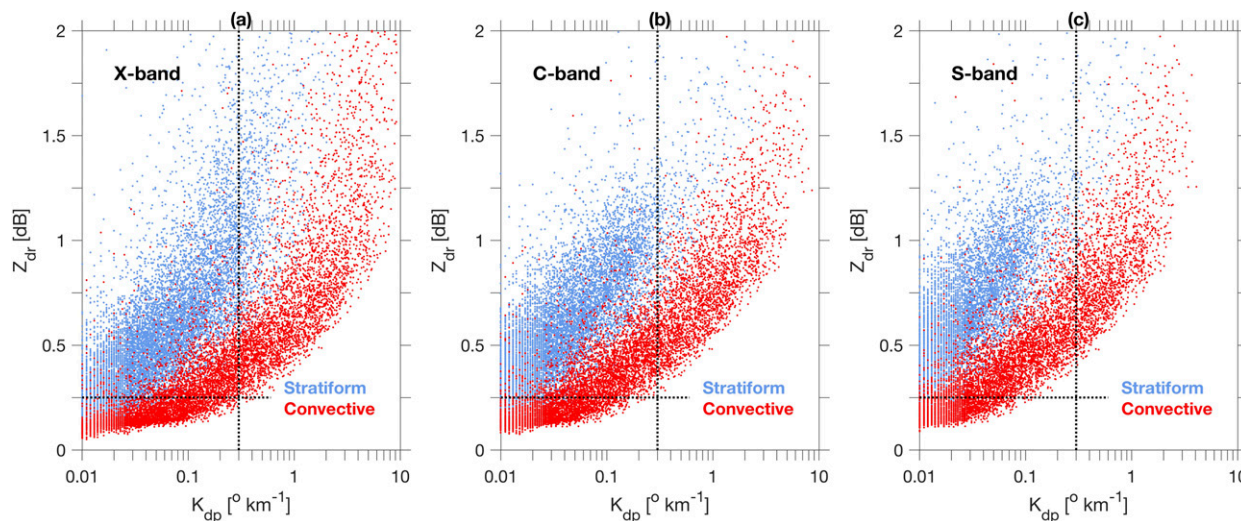 (a)
X-band
2
1.5
1
0.5
0
Z_dr [dB]
Stratiform
Convective
0.01 0.1 1 10
K_dp [° km⁻¹]
(b)
C-band
2
1.5
1
0.5
0
Z_dr [dB]
Stratiform
Convective
0.01 0.1 1 10
K_dp [° km⁻¹]
(c)
S-band
2
1.5
1
0.5
0
Z_dr [dB]
Stratiform
Convective
0.01 0.1 1 10
K_dp [° km⁻¹]